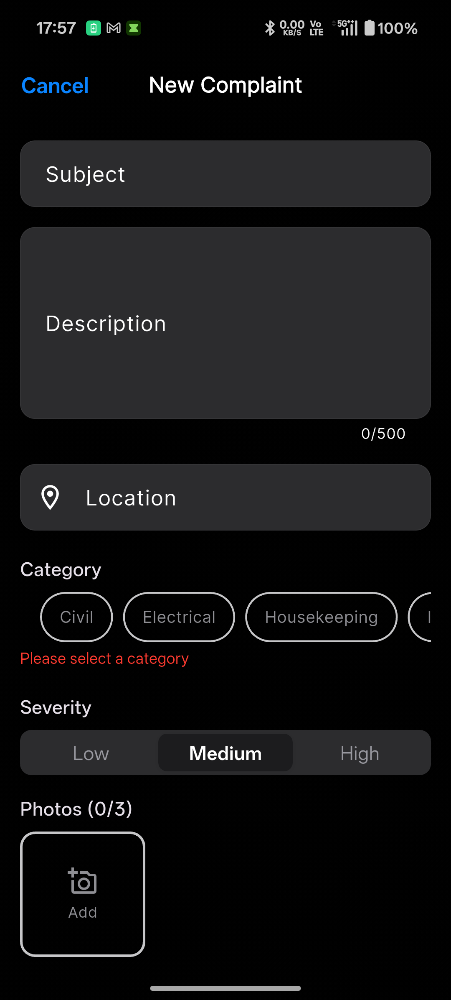 17:57 0.00 KB/S Vo LTE 5G++ 100%
Cancel New Complaint
Subject
Description
0/500
Location
Category
Civil Electrical Housekeeping
Please select a category
Severity
Low Medium High
Photos (0/3)
Add